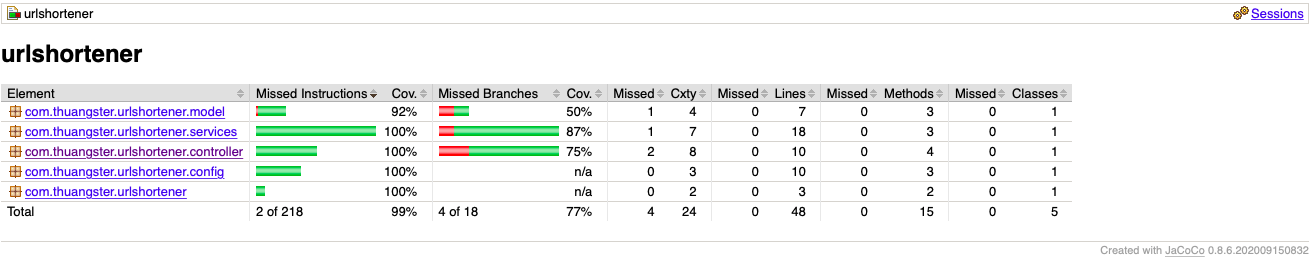 urlshortener Sessions
urlshortener
Element Missed Instructions Cov. Missed Branches Cov. Missed Cxty Missed Lines Missed Methods Missed Classes
com.thuangster.urlshortener.model 92% 50% 1 4 0 7 0 3 0 1
com.thuangster.urlshortener.services 100% 87% 1 7 0 18 0 3 0 1
com.thuangster.urlshortener.controller 100% 75% 2 8 0 10 0 4 0 1
com.thuangster.urlshortener.config 100% n/a 0 3 0 10 0 3 0 1
com.thuangster.urlshortener 100% n/a 0 2 0 3 0 2 0 1
Total 2 of 218 99% 4 of 18 77% 4 24 0 48 0 15 0 5
Created with JaCoCo 0.8.6.202009150832